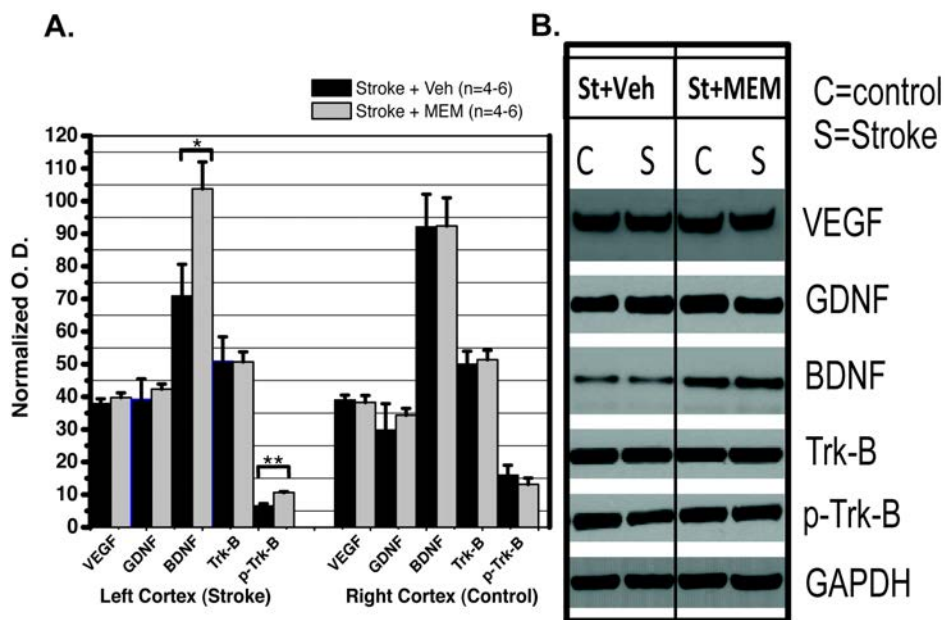 A.
Stroke + Veh (n=4-6)
Stroke + MEM (n=4-6)
Normalized O. D.
120
110
100
90
80
70
60
50
40
30
20
10
0
*
**
VEGF
GDNF
BDNF
Trk-B
p-Trk-B
VEGF
GDNF
BDNF
Trk-B
p-Trk-B
Left Cortex (Stroke)
Right Cortex (Control)
B.
St+Veh St+MEM
C=control
S=Stroke
C S C S
VEGF
GDNF
BDNF
Trk-B
p-Trk-B
GAPDH